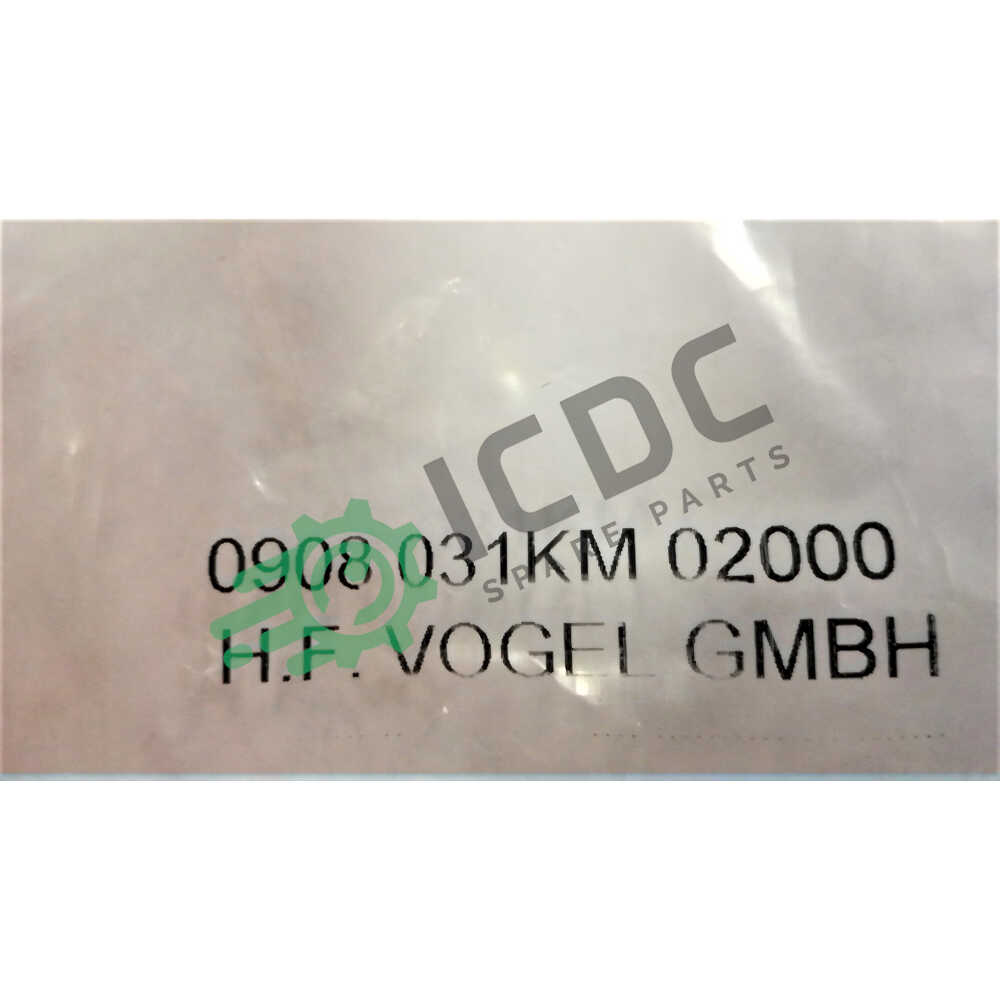 ICDC
SPARE PARTS
0908 031KM 02000
H.F. VOGEL GMBH